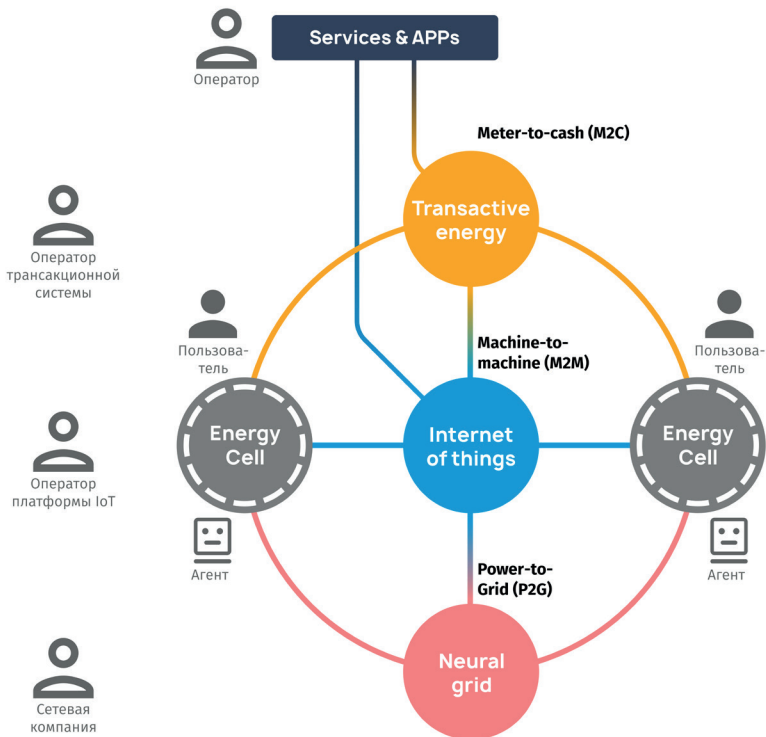 Services & APPs
Оператор
Meter-to-cash (M2C)
Transactive
energy
Оператор
трансакционной
системы
Пользова-
тель
Machine-to-
machine (M2M)
Пользова-
тель
Energy
Cell
Internet
of things
Energy
Cell
Оператор
платформы IoT
Агент
Power-to-
Grid (P2G)
Агент
Neural
grid
Сетевая
компания